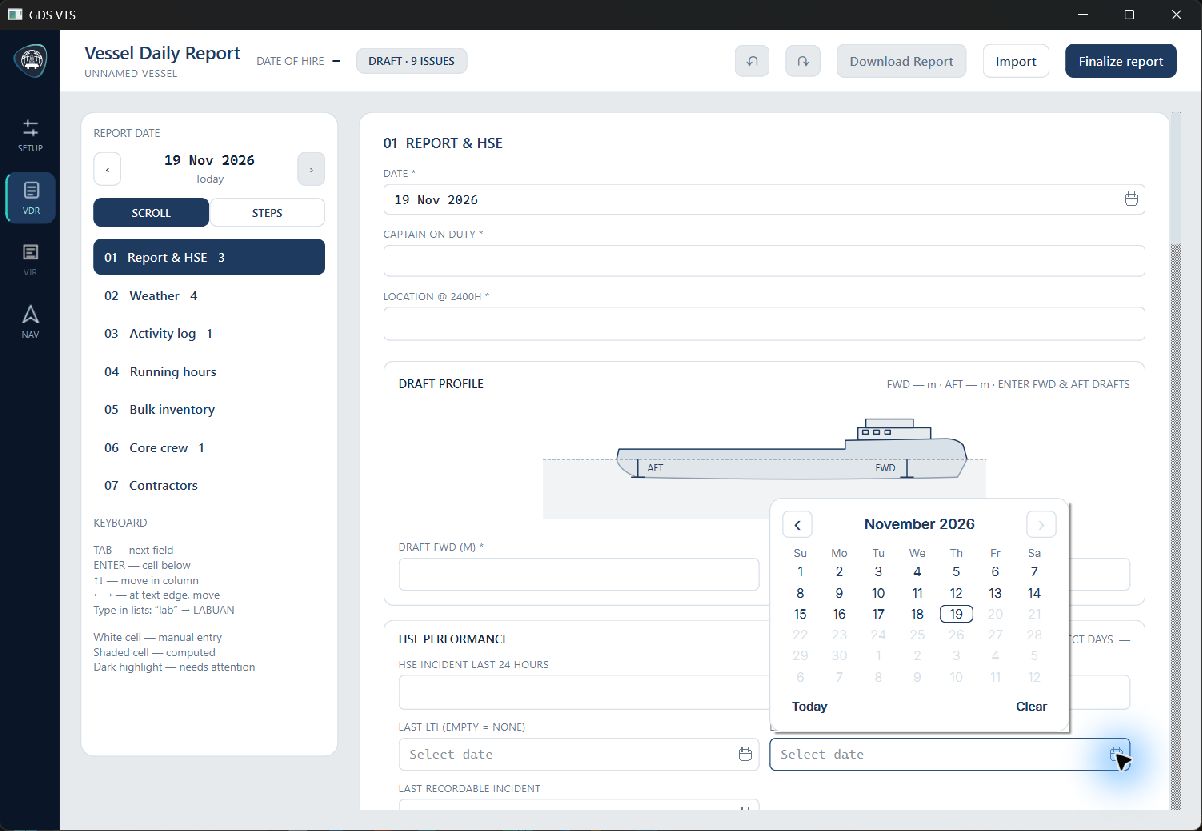 GDS VTS
Vessel Daily Report
UNNAMED VESSEL
DATE OF HIRE —
DRAFT · 9 ISSUES
Download Report
Import
Finalize report
SETUP
VDR
VIR
NAV
REPORT DATE
19 Nov 2026
Today
SCROLL
STEPS
01 Report & HSE 3
02 Weather 4
03 Activity log 1
04 Running hours
05 Bulk inventory
06 Core crew 1
07 Contractors
KEYBOARD
TAB — next field
ENTER — cell below
↑↓ — move in column
— at text edge, move
Type in lists: "lab" → LABUAN
White cell — manual entry
Shaded cell — computed
Dark highlight — needs attention
01 REPORT & HSE
DATE *
19 Nov 2026
CAPTAIN ON DUTY *
LOCATION @ 2400H *
DRAFT PROFILE
FWD — m · AFT — m · ENTER FWD & AFT DRAFTS
AFT
FWD
DRAFT FWD (M) *
HSE PERFORMANCE
CT DAYS —
HSE INCIDENT LAST 24 HOURS
LAST LTI (EMPTY = NONE)
Select date
Select date
LAST RECORDABLE INCIDENT
November 2026
Su Mo Tu We Th Fr Sa
1 2 3 4 5 6 7
8 9 10 11 12 13 14
15 16 17 18 19 20 21
22 23 24 25 26 27 28
29 30 1 2 3 4 5
6 7 8 9 10 11 12
Today
Clear